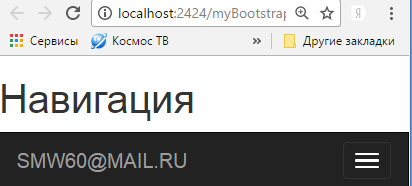 localhost:2424/myBootstrap
Сервисы Космос ТВ » Другие закладки
Навигация
SMW60@MAIL.RU